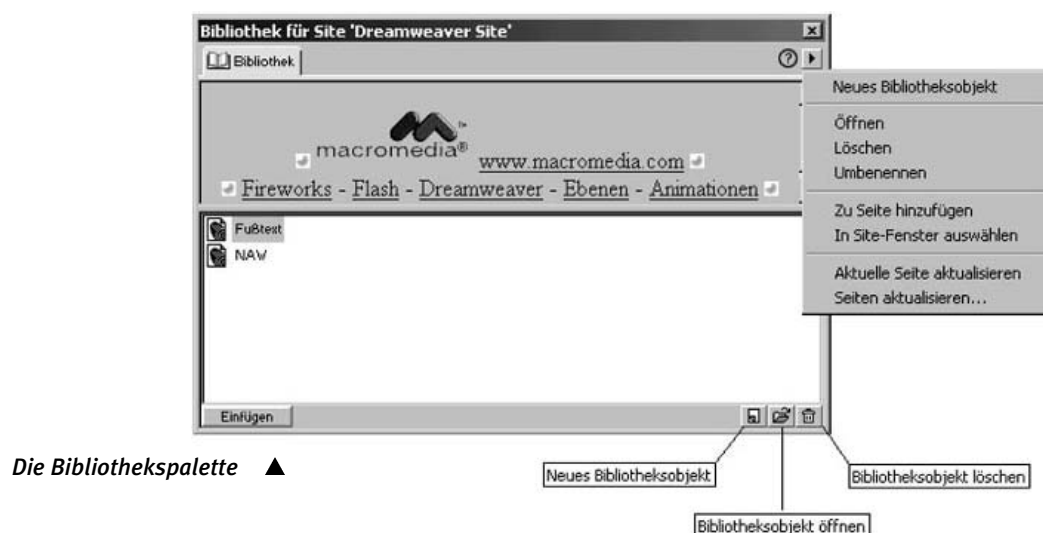 Bibliothek für Site 'Dreamweaver Site'
Bibliothek
macromedia®
www.macromedia.com
Fireworks - Flash - Dreamweaver - Ebenen - Animationen
Fußtext
NAV
Einfügen
Neues Bibliotheksobjekt
Öffnen
Löschen
Umbenennen
Zu Seite hinzufügen
In Site-Fenster auswählen
Aktuelle Seite aktualisieren
Seiten aktualisieren...
Die Bibliothekspalette ▲
Neues Bibliotheksobjekt
Bibliotheksobjekt löschen
Bibliotheksobjekt öffnen